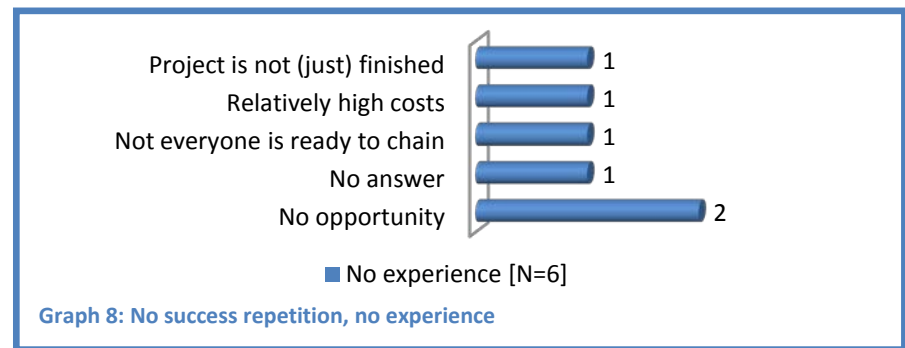 Project is not (just) finished 1
Relatively high costs 1
Not everyone is ready to chain 1
No answer 1
No opportunity 2
No experience [N=6]
Graph 8: No success repetition, no experience